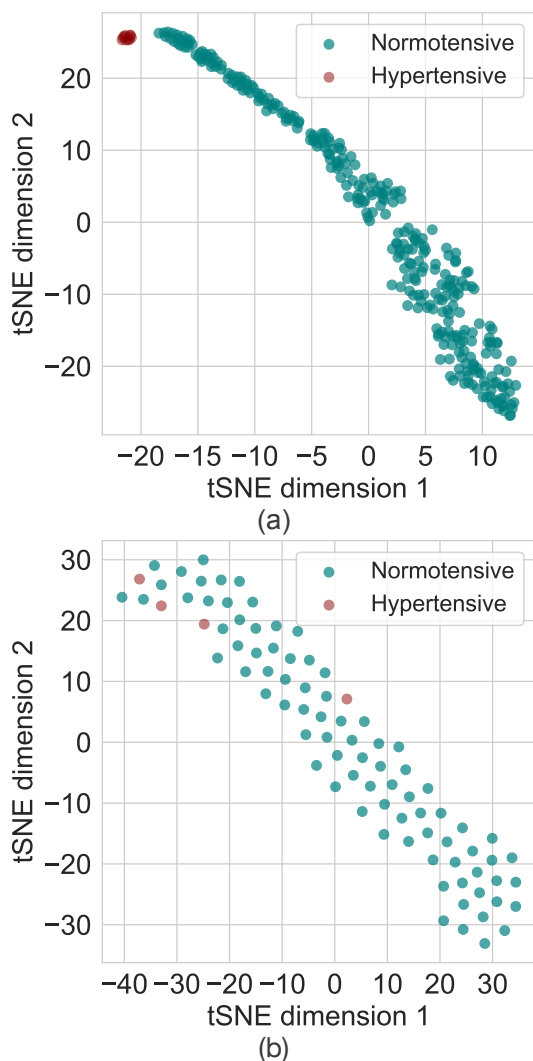 Normotensive
Hypertensive
20
10
0
−10
−20
tSNE dimension 2
−20 −15 −10 −5 0 5 10
tSNE dimension 1
(a)
Normotensive
Hypertensive
30
20
10
0
−10
−20
−30
tSNE dimension 2
−40 −30 −20 −10 0 10 20 30
tSNE dimension 1
(b)